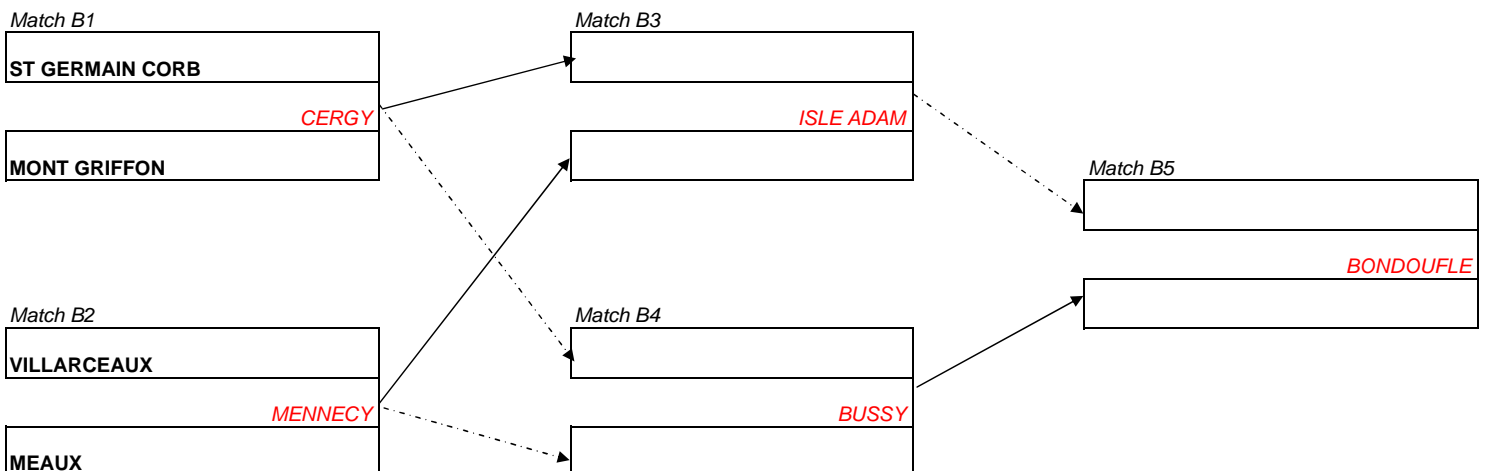 Match B1
ST GERMAIN CORB
CERGY
MONT GRIFFON
Match B2
VILLARCEAUX
MENNECY
MEAUX
Match B3
ISLE ADAM
Match B4
BUSSY
Match B5
BONDOUFLE